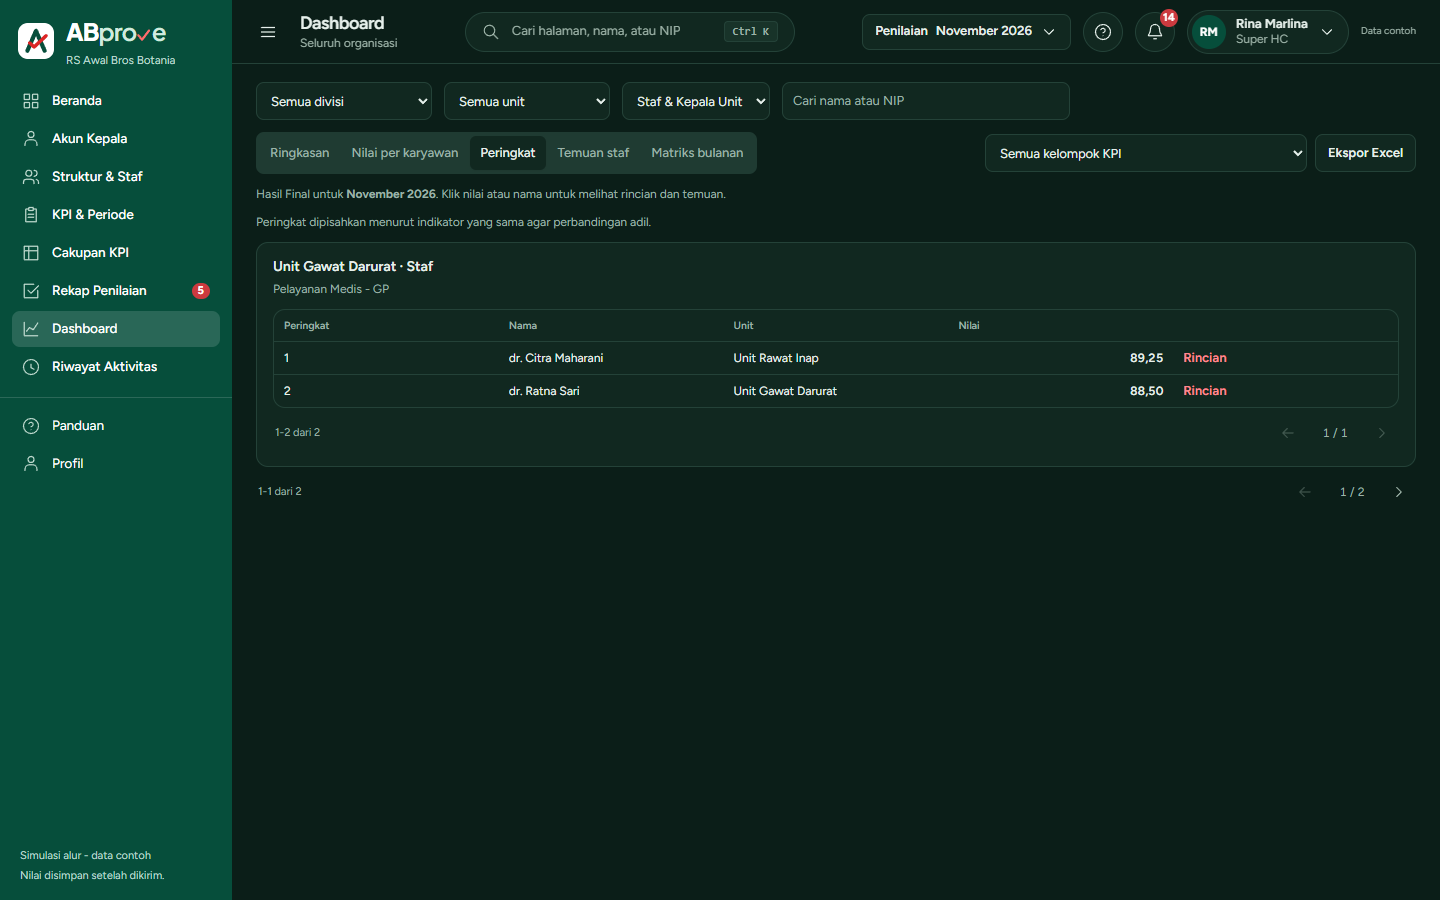 ABprove
RS Awal Bros Botania
Beranda
Akun Kepala
Struktur & Staf
KPI & Periode
Cakupan KPI
Rekap Penilaian 5
Dashboard
Riwayat Aktivitas
Panduan
Profil
Simulasi alur - data contoh
Nilai disimpan setelah dikirim.
Dashboard
Seluruh organisasi
Cari halaman, nama, atau NIP Ctrl K
Penilaian November 2026
14
RM
Rina Marlina
Super HC
Data contoh
Semua divisi
Semua unit
Staf & Kepala Unit
Cari nama atau NIP
Ringkasan Nilai per karyawan Peringkat Temuan staf Matriks bulanan
Semua kelompok KPI
Ekspor Excel
Hasil Final untuk November 2026. Klik nilai atau nama untuk melihat rincian dan temuan.
Peringkat dipisahkan menurut indikator yang sama agar perbandingan adil.
Unit Gawat Darurat · Staf
Pelayanan Medis - GP
Peringkat Nama Unit Nilai
1 dr. Citra Maharani Unit Rawat Inap 89,25 Rincian
2 dr. Ratna Sari Unit Gawat Darurat 88,50 Rincian
1-2 dari 2 1 / 1
1-1 dari 2 1 / 2